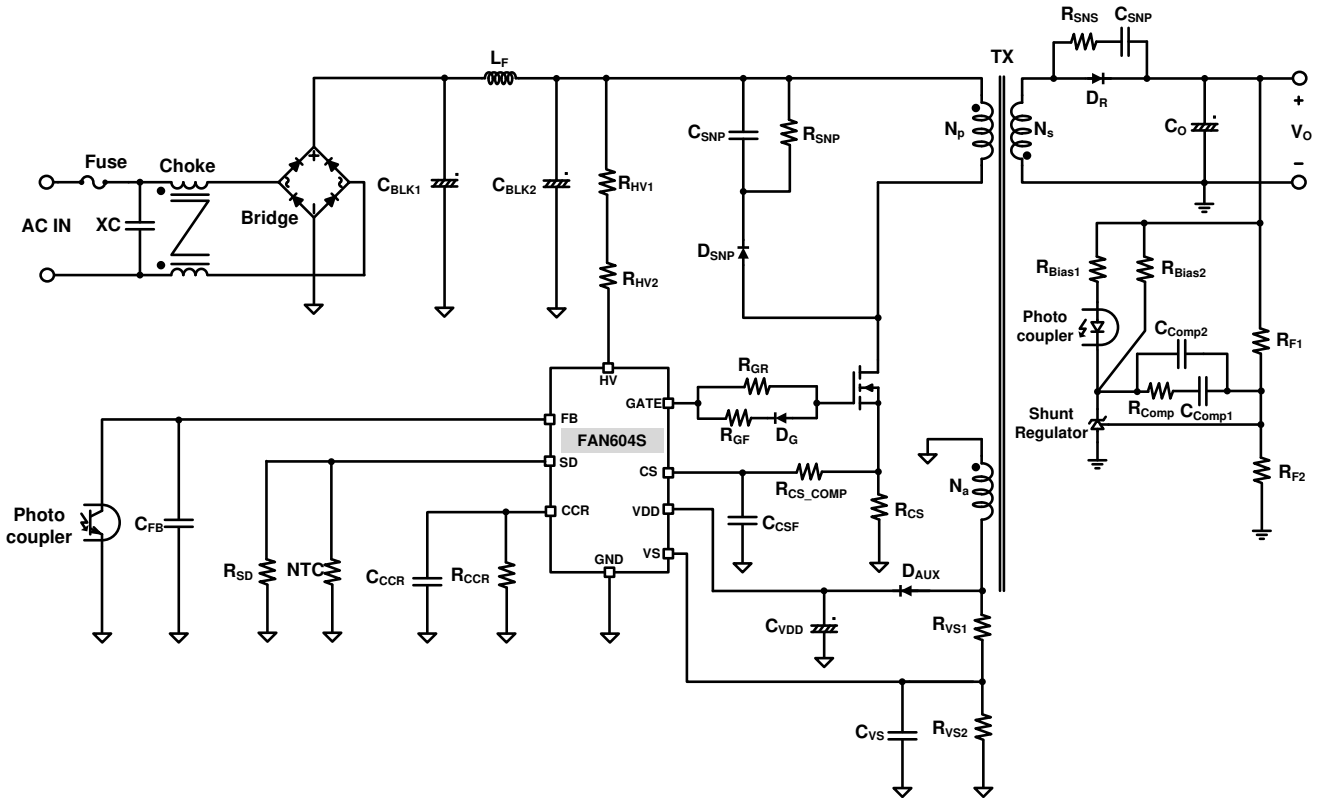 R_SNS C_SNP
L_F
TX
D_R
+
V_O
–
C_SNP
R_SNP
N_p
N_s
C_O
Fuse
Choke
AC IN
XC
Bridge
+
C_BLK1
C_BLK2
R_HV1
R_HV2
D_SNP
R_Bias1
R_Bias2
Photo
coupler
C_Comp2
R_F1
R_Comp
C_Comp1
Shunt
Regulator
R_F2
HV
GATE
FB
FAN604S
SD
CS
CCR
VDD
VS
GND
R_GR
R_GF
D_G
R_CS_COMP
C_CSF
R_CS
N_a
Photo
coupler
C_FB
R_SD
NTC
C_CCR
R_CCR
D_AUX
C_VDD
R_VS1
C_VS
R_VS2